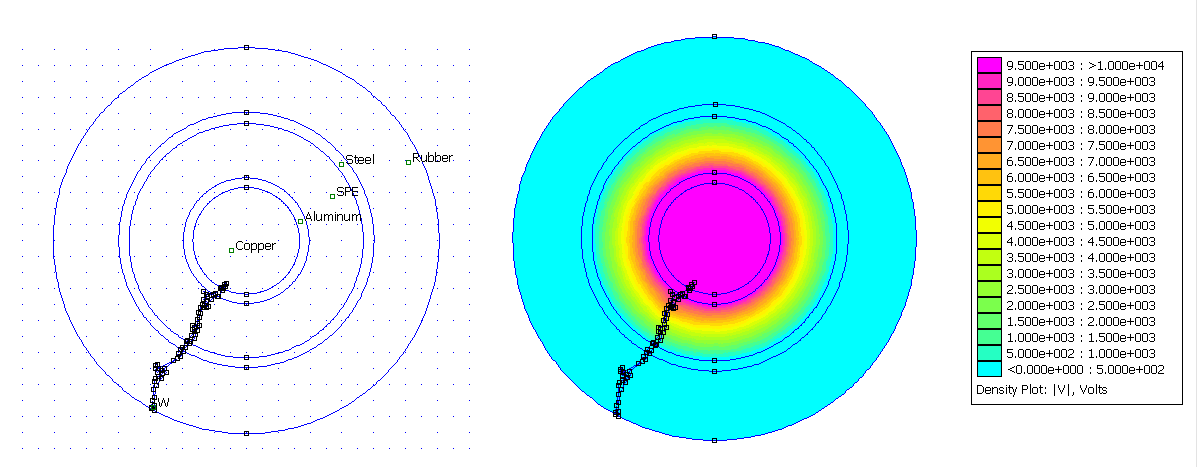 Steel
Rubber
SPE
Aluminum
Copper
W
9.500e+003 : >1.000e+004
9.000e+003 : 9.500e+003
8.500e+003 : 9.000e+003
8.000e+003 : 8.500e+003
7.500e+003 : 8.000e+003
7.000e+003 : 7.500e+003
6.500e+003 : 7.000e+003
6.000e+003 : 6.500e+003
5.500e+003 : 6.000e+003
5.000e+003 : 5.500e+003
4.500e+003 : 5.000e+003
4.000e+003 : 4.500e+003
3.500e+003 : 4.000e+003
3.000e+003 : 3.500e+003
2.500e+003 : 3.000e+003
2.000e+003 : 2.500e+003
1.500e+003 : 2.000e+003
1.000e+003 : 1.500e+003
5.000e+002 : 1.000e+003
<0.000e+000 : 5.000e+002
Density Plot: |V|, Volts